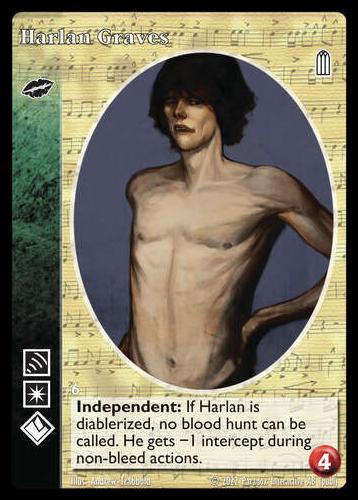 Harlan Graves
6
Independent: If Harlan is
diablerized, no blood hunt can be
called. He gets −1 intercept during
non-bleed actions.
4
Illus: Andrew Trabbold
© 2022 Paradox Interactive AB (publ)